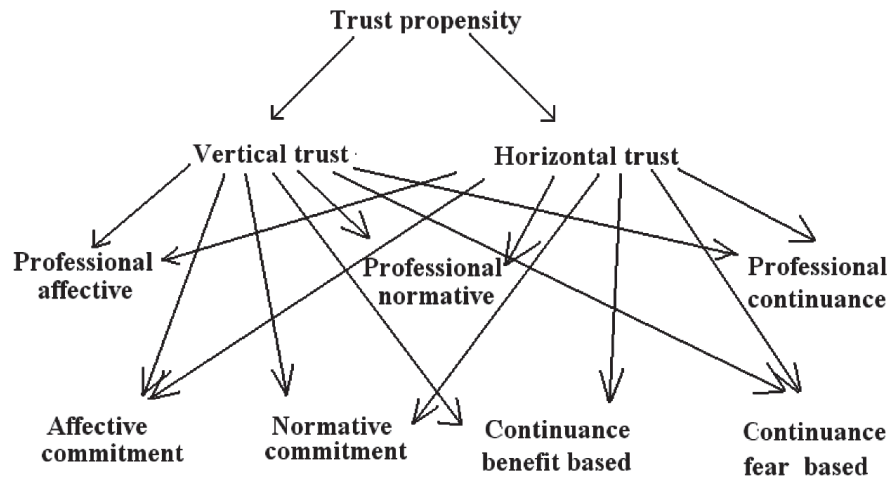 Trust propensity
Vertical trust
Horizontal trust
Professional
affective
Professional
normative
Professional
continuance
Affective
commitment
Normative
commitment
Continuance
benefit based
Continuance
fear based